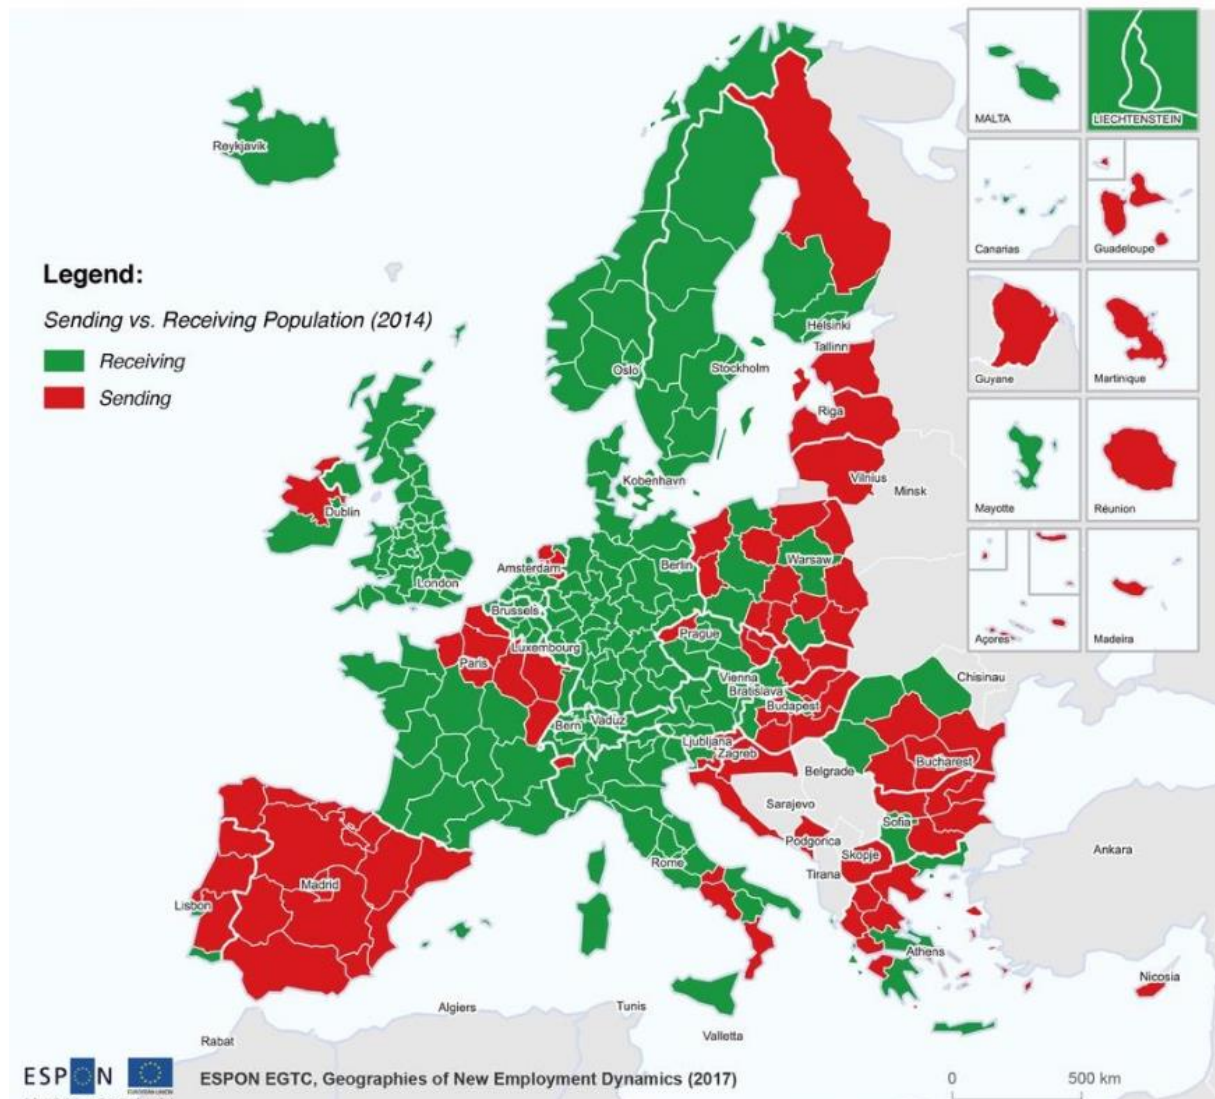 Reykjavik
Legend:
Sending vs. Receiving Population (2014)
Receiving
Sending
MALTA
LIECHTENSTEIN
Canarias
Guadeloupe
Guyane
Martinique
Mayotte
Réunion
Açores
Madeira
Helsinki
Tallinn
Oslo
Stockholm
Riga
Vilnius
Minsk
Kobenhavn
Dublin
Amsterdam
Berlin
Warsaw
London
Brussels
Prague
Luxembourg
Paris
Vienna
Bratislava
Chisinau
Budapest
Bern
Vaduz
Ljubljana
Zagreb
Bucharest
Belgrade
Sarajevo
Sofia
Podgorica
Skopje
Ankara
Rome
Tirana
Madrid
Lisbon
Athens
Nicosia
Algiers
Tunis
Valletta
Rabat
ESPON
EUROPEAN UNION
ESPON EGTC, Geographies of New Employment Dynamics (2017)
0 500 km